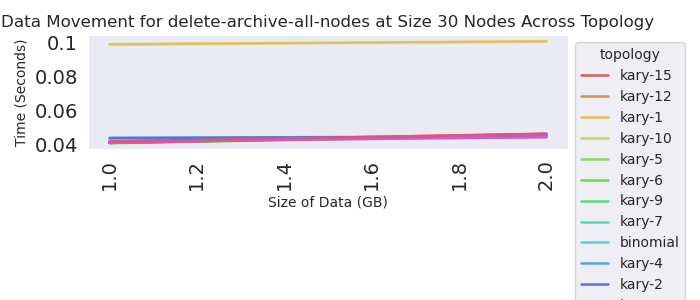 Data Movement for delete-archive-all-nodes at Size 30 Nodes Across Topology
Time (Seconds)
0.1
0.08
0.06
0.04
1.0
1.2
1.4
1.6
1.8
2.0
Size of Data (GB)
topology
kary-15
kary-12
kary-1
kary-10
kary-5
kary-6
kary-9
kary-7
binomial
kary-4
kary-2